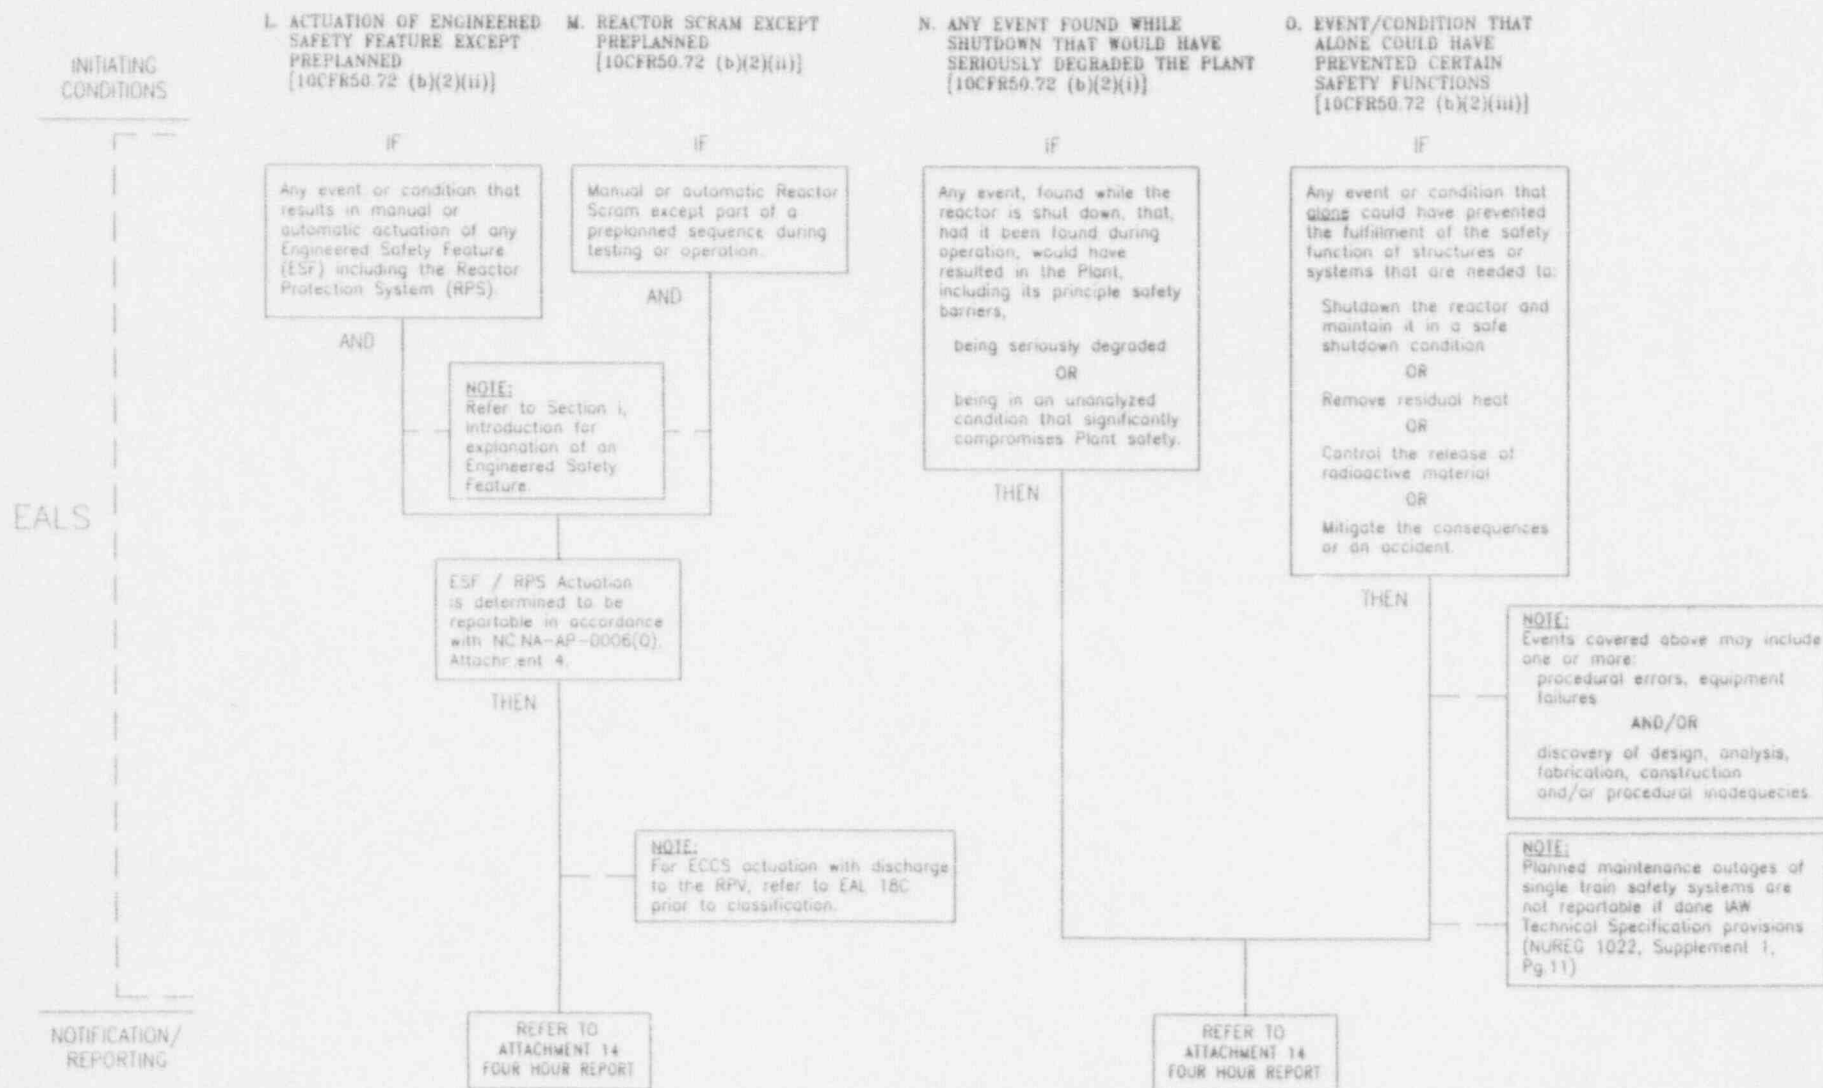 INITIATING
CONDITIONS
L. ACTUATION OF ENGINEERED
SAFETY FEATURE EXCEPT
PREPLANNED
[10CFR50.72 (b)(2)(ii)]
M. REACTOR SCRAM EXCEPT
PREPLANNED
[10CFR50.72 (b)(2)(ii)]
N. ANY EVENT FOUND WHILE
SHUTDOWN THAT WOULD HAVE
SERIOUSLY DEGRADED THE PLANT
[10CFR50.72 (b)(2)(i)]
O. EVENT/CONDITION THAT
ALONE COULD HAVE
PREVENTED CERTAIN
SAFETY FUNCTIONS
[10CFR50.72 (b)(2)(iii)]
EALS
IF
Any event or condition that
results in manual or
automatic actuation of any
Engineered Safety Feature
(ESF) including the Reactor
Protection System (RPS).
AND
IF
Manual or automatic Reactor
Scram except part of a
preplanned sequence during
testing or operation.
AND
NOTE:
Refer to Section i,
Introduction for
explanation of an
Engineered Safety
Feature.
ESF / RPS Actuation
is determined to be
reportable in accordance
with NC.NA-AP-0006(Q).
Attachment 4.
THEN
NOTE:
For ECCS actuation with discharge
to the RPV, refer to EAL 18C
prior to classification.
IF
Any event, found while the
reactor is shut down, that,
had it been found during
operation, would have
resulted in the Plant,
including its principle safety
barriers,
being seriously degraded
OR
being in an unanalyzed
condition that significantly
compromises Plant safety.
THEN
IF
Any event or condition that
alone could have prevented
the fulfillment of the safety
function of structures or
systems that are needed to:
Shutdown the reactor and
maintain it in a safe
shutdown condition
OR
Remove residual heat
OR
Control the release of
radioactive material
OR
Mitigate the consequences
or an accident.
THEN
NOTE:
Events covered above may include
one or more:
procedural errors, equipment
failures
AND/OR
discovery of design, analysis,
fabrication, construction
and/or procedural inadequecies.
NOTE:
Planned maintenance outages of
single train safety systems are
not reportable if done IAW
Technical Specification provisions
(NUREG 1022, Supplement 1,
Pg.11)
NOTIFICATION/
REPORTING
REFER TO
ATTACHMENT 14
FOUR HOUR REPORT
REFER TO
ATTACHMENT 14
FOUR HOUR REPORT